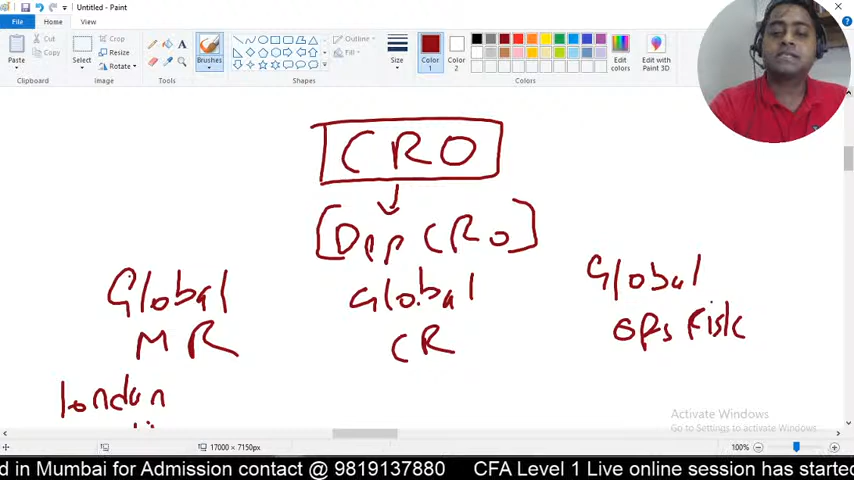 Untitled - Paint
File Home View
Paste
Cut
Copy
Clipboard
Select
Crop
Resize
Rotate
Image
Tools
Brushes
Outline
Fill
Shapes
Size
Color 1
Color 2
Edit colors
Edit with Paint 3D
Colors
CRO
[Dep CRO]
Global MR
Global CR
Global Ops Risk
London
Activate Windows
Go to Settings to activate Windows.
17000 × 7150px
100%
d in Mumbai for Admission contact @ 9819137880 CFA Level 1 Live online session has started